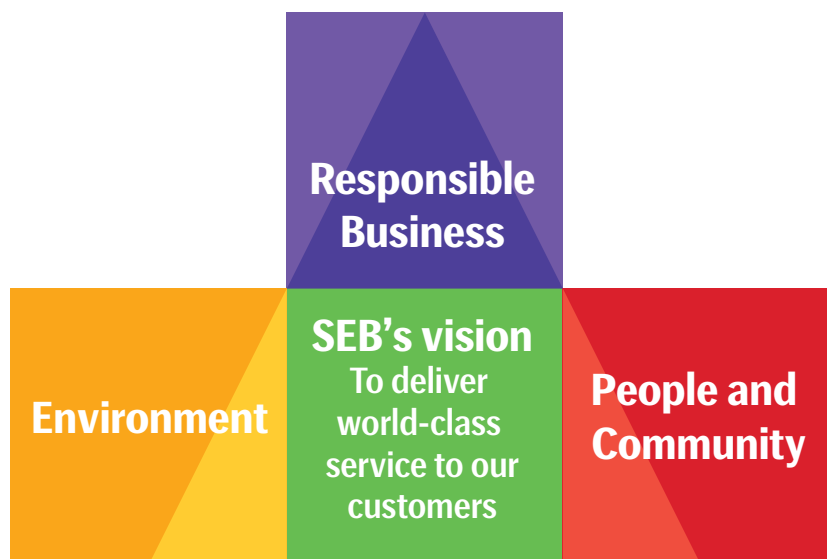 Responsible
Business
Environment
SEB’s vision
To deliver
world-class
service to our
customers
People and
Community